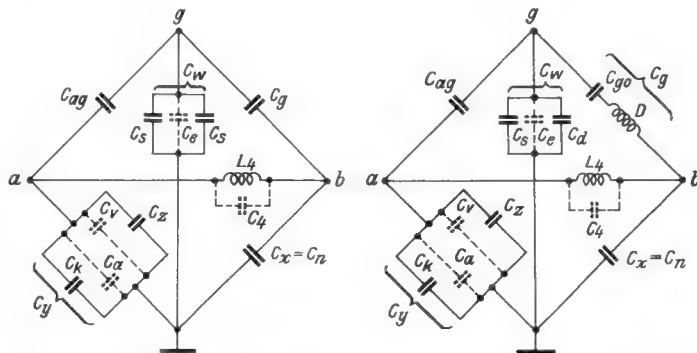 g
C_w
C_ag
C_g
C_s C_e C_s
L_4
a
b
C_4
C_v
C_z
C_k
C_a
C_y
C_x = C_n
g
C_w
C_ag
C_go
C_g
D
C_s C_e C_d
L_4
a
b
C_4
C_v
C_z
C_k
C_a
C_y
C_x = C_n